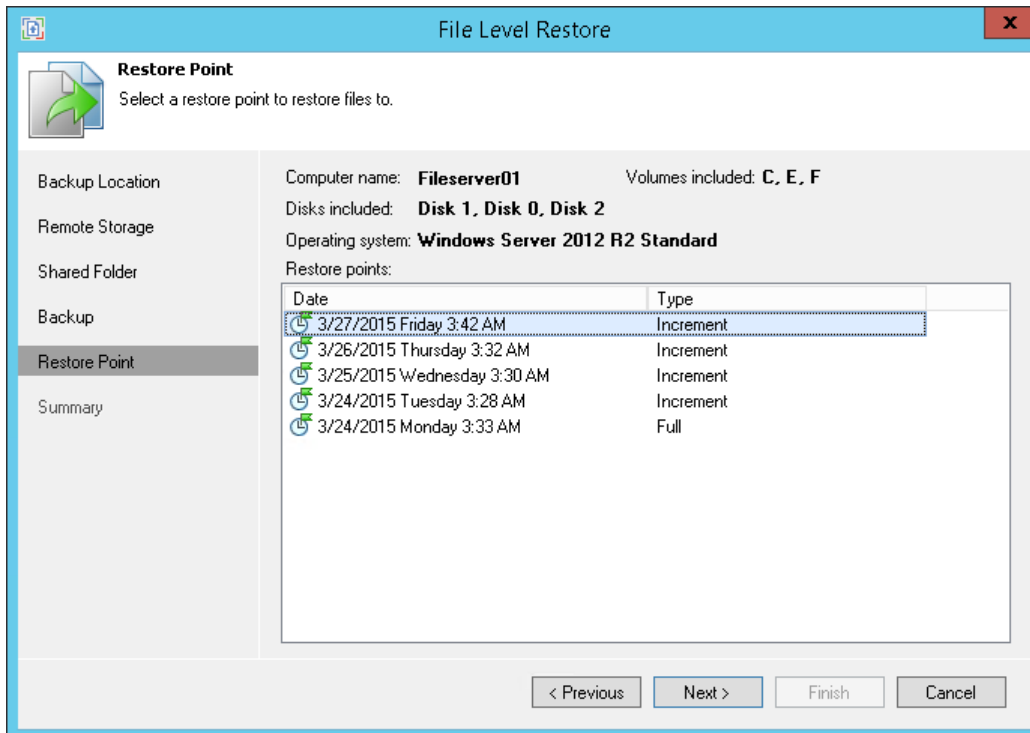 File Level Restore
x
Restore Point
Select a restore point to restore files to.
Backup Location
Remote Storage
Shared Folder
Backup
Restore Point
Summary
Computer name: Fileserver01 Volumes included: C, E, F
Disks included: Disk 1, Disk 0, Disk 2
Operating system: Windows Server 2012 R2 Standard
Restore points:
Date Type
3/27/2015 Friday 3:42 AM Increment
3/26/2015 Thursday 3:32 AM Increment
3/25/2015 Wednesday 3:30 AM Increment
3/24/2015 Tuesday 3:28 AM Increment
3/24/2015 Monday 3:33 AM Full
< Previous Next > Finish Cancel